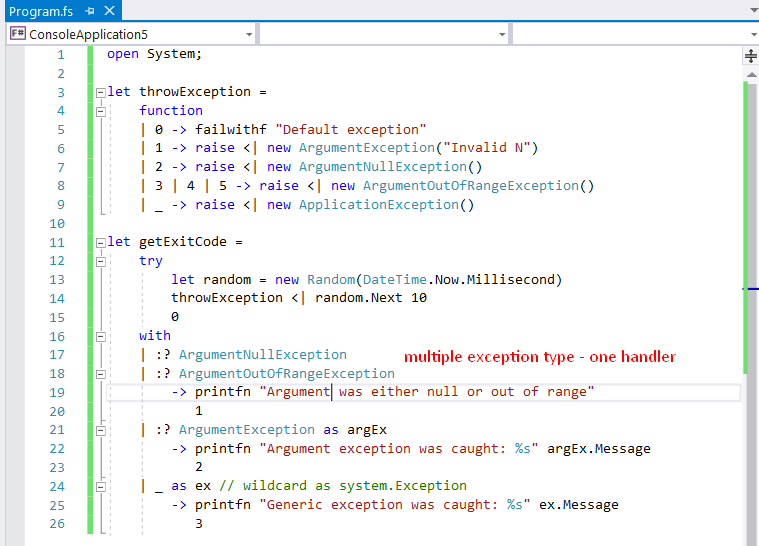 Program.fs
F# ConsoleApplication5
1 open System;
2
3 let throwException =
4 function
5 | 0 -> failwithf "Default exception"
6 | 1 -> raise <| new ArgumentException("Invalid N")
7 | 2 -> raise <| new ArgumentNullException()
8 | 3 | 4 | 5 -> raise <| new ArgumentOutOfRangeException()
9 | _ -> raise <| new ApplicationException()
10
11 let getExitCode =
12 try
13 let random = new Random(DateTime.Now.Millisecond)
14 throwException <| random.Next 10
15 0
16 with
17 | :? ArgumentNullException multiple exception type - one handler
18 | :? ArgumentOutOfRangeException
19 -> printfn "Argument was either null or out of range"
20 1
21 | :? ArgumentException as argEx
22 -> printfn "Argument exception was caught: %s" argEx.Message
23 2
24 | _ as ex // wildcard as system.Exception
25 -> printfn "Generic exception was caught: %s" ex.Message
26 3